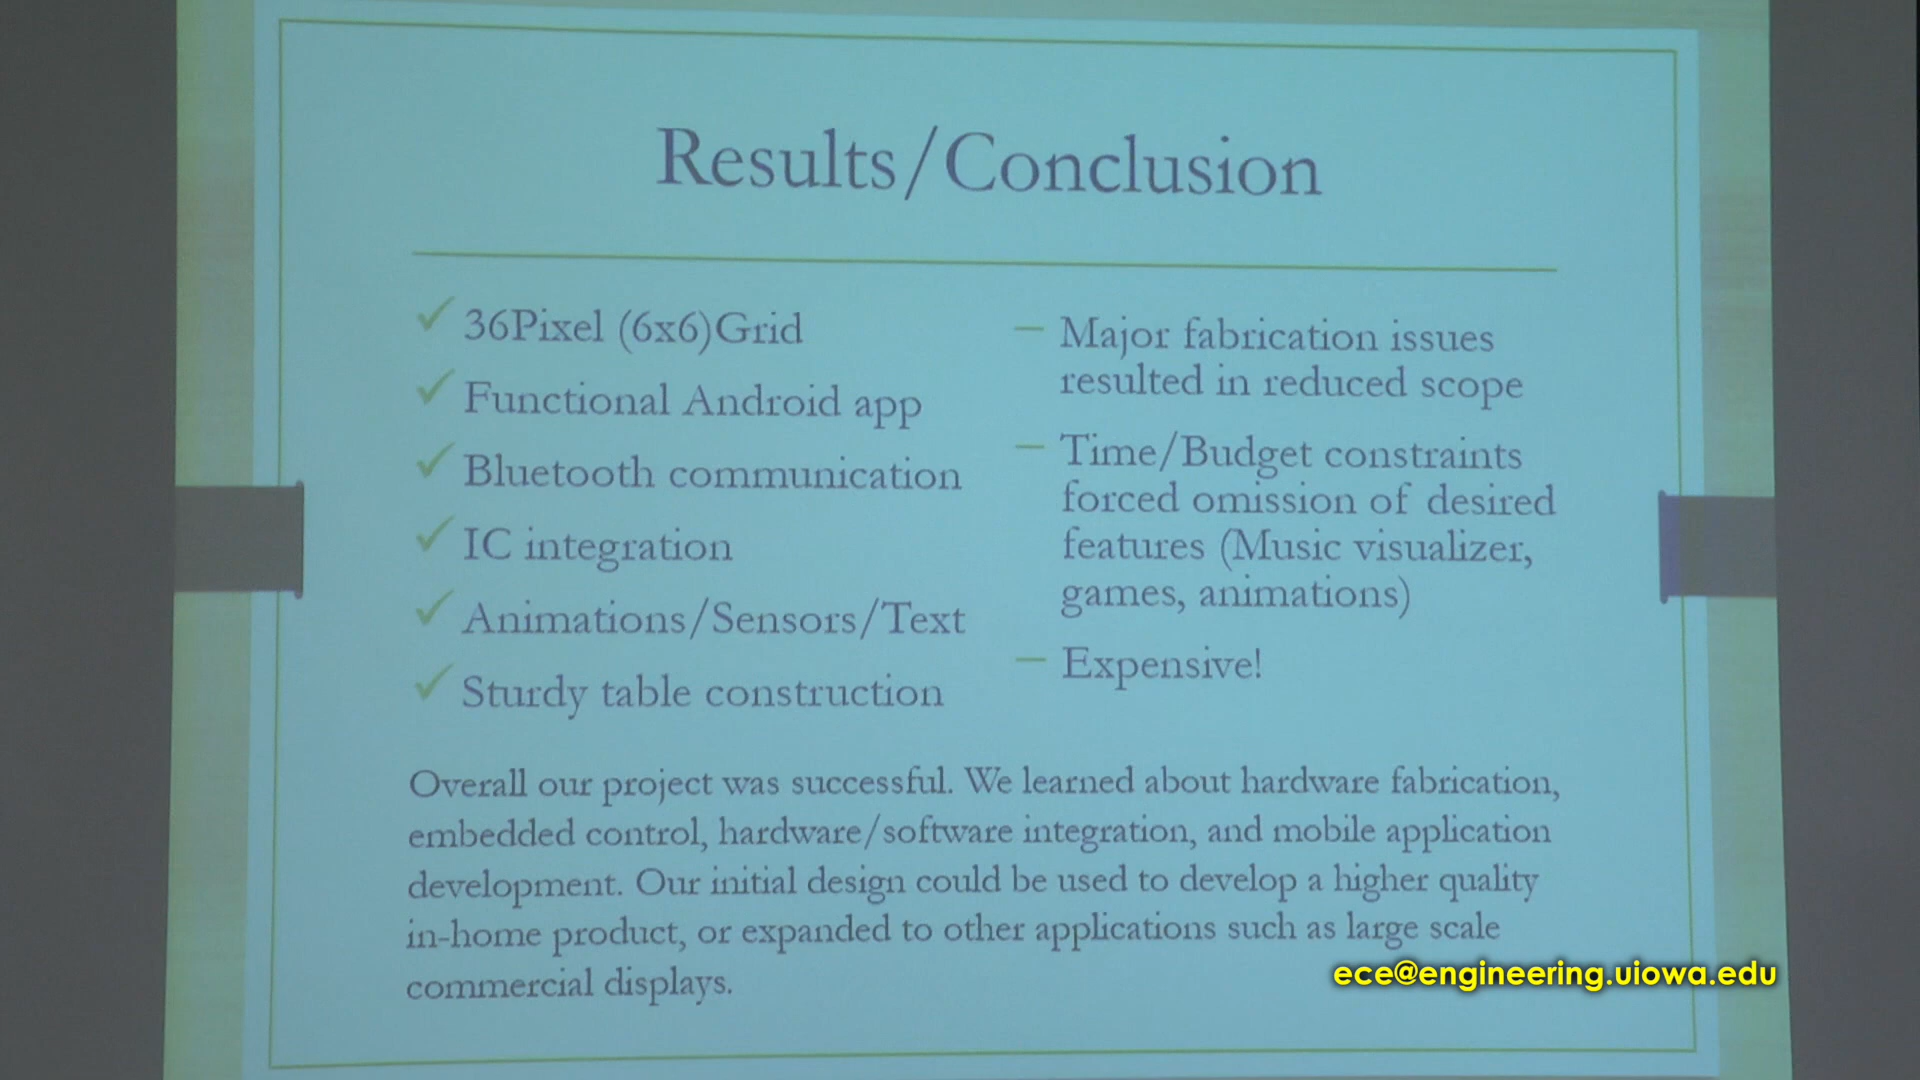 Results/Conclusion
✓ 36Pixel (6x6)Grid
✓ Functional Android app
✓ Bluetooth communication
✓ IC integration
✓ Animations/Sensors/Text
✓ Sturdy table construction
– Major fabrication issues
resulted in reduced scope
– Time/Budget constraints
forced omission of desired
features (Music visualizer,
games, animations)
– Expensive!
Overall our project was successful. We learned about hardware fabrication,
embedded control, hardware/software integration, and mobile application
development. Our initial design could be used to develop a higher quality
in-home product, or expanded to other applications such as large scale
commercial displays.
ece@engineering.uiowa.edu